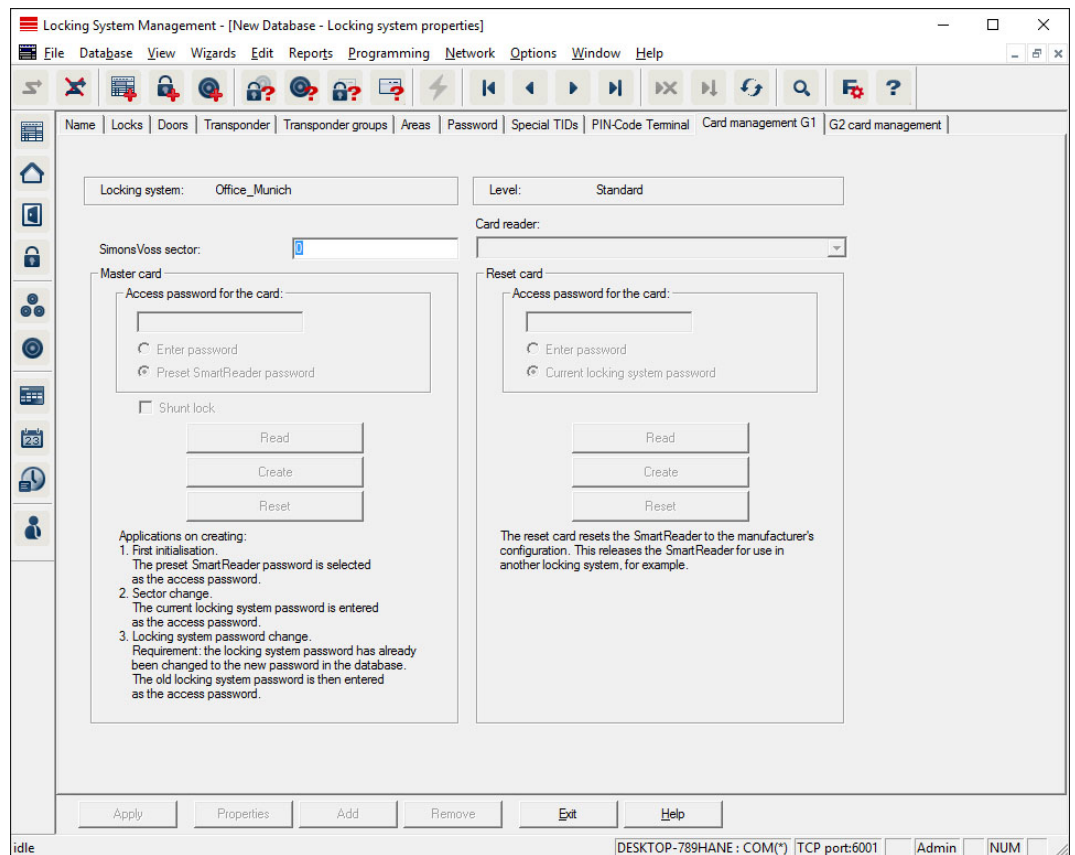 Locking System Management - [New Database - Locking system properties]
File Database View Wizards Edit Reports Programming Network Options Window Help
Name Locks Doors Transponder Transponder groups Areas Password Special TIDs PIN-Code Terminal Card management G1 G2 card management
Locking system: Office_Munich
Level: Standard
Card reader:
SimonsVoss sector: 0
Master card
Access password for the card:
Enter password
Preset SmartReader password
Shunt lock
Read
Create
Reset
Applications on creating:
1. First initialisation.
The preset SmartReader password is selected
as the access password.
2. Sector change.
The current locking system password is entered
as the access password.
3. Locking system password change.
Requirement: the locking system password has already
been changed to the new password in the database.
The old locking system password is then entered
as the access password.
Reset card
Access password for the card:
Enter password
Current locking system password
Read
Create
Reset
The reset card resets the SmartReader to the manufacturer's
configuration. This releases the SmartReader for use in
another locking system, for example.
Apply Properties Add Remove Exit Help
idle DESKTOP-789HANE : COM(*) TCP port:6001 Admin NUM